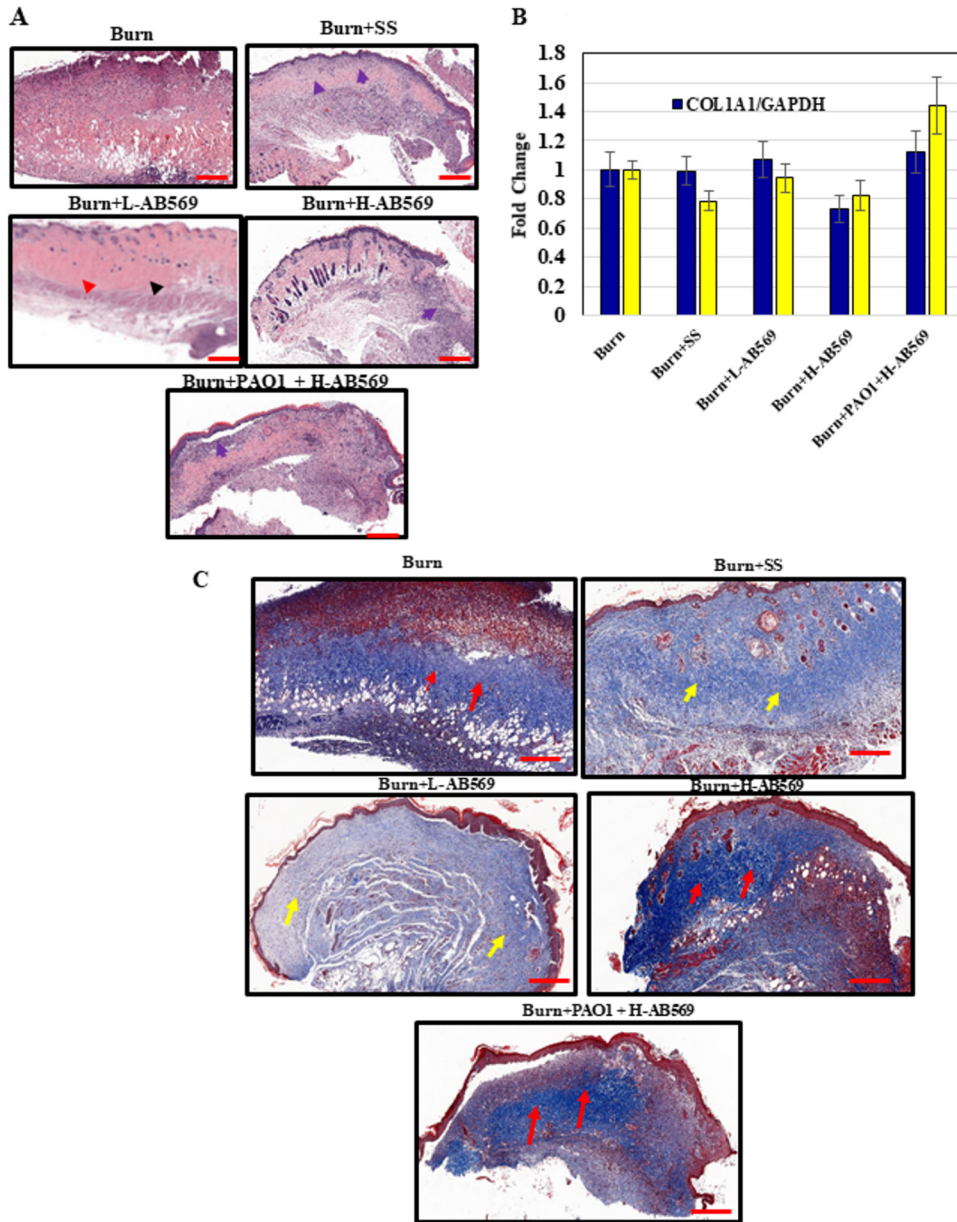 A
Burn
Burn+SS
Burn+L-AB569
Burn+H-AB569
Burn+PAO1 + H-AB569
B
Fold Change
1.8
1.6
1.4
1.2
1
0.8
0.6
0.4
0.2
0
COL1A1/GAPDH
Burn
Burn+SS
Burn+L-AB569
Burn+H-AB569
Burn+PAO1+H-AB569
C
Burn
Burn+SS
Burn+L-AB569
Burn+H-AB569
Burn+PAO1 + H-AB569